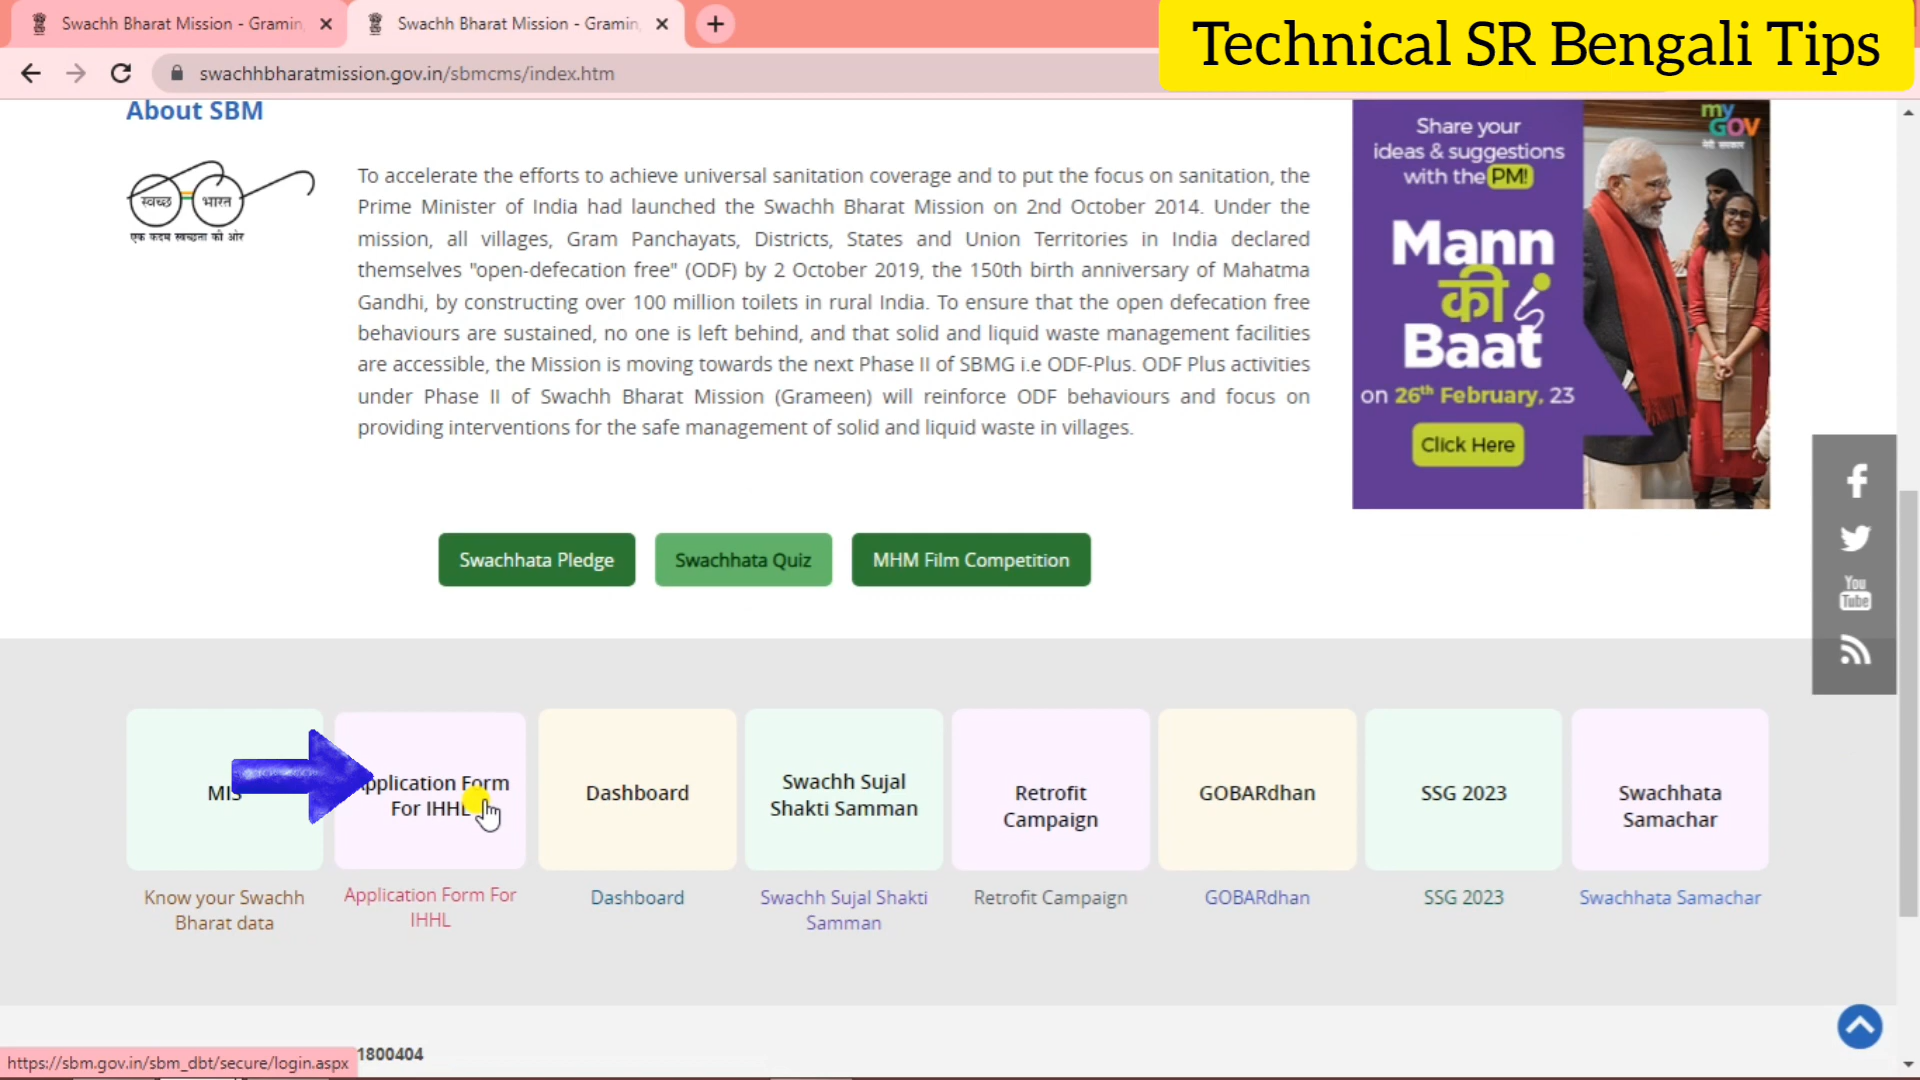 Swachh Bharat Mission - Gramin,
Swachh Bharat Mission - Gramin,
Technical SR Bengali Tips
swachhbharatmission.gov.in/sbmcms/index.htm
About SBM
स्वच्छ भारत
एक कदम स्वच्छता की ओर
To accelerate the efforts to achieve universal sanitation coverage and to put the focus on sanitation, the
Prime Minister of India had launched the Swachh Bharat Mission on 2nd October 2014. Under the
mission, all villages, Gram Panchayats, Districts, States and Union Territories in India declared
themselves "open-defecation free" (ODF) by 2 October 2019, the 150th birth anniversary of Mahatma
Gandhi, by constructing over 100 million toilets in rural India. To ensure that the open defecation free
behaviours are sustained, no one is left behind, and that solid and liquid waste management facilities
are accessible, the Mission is moving towards the next Phase II of SBMG i.e ODF-Plus. ODF Plus activities
under Phase II of Swachh Bharat Mission (Grameen) will reinforce ODF behaviours and focus on
providing interventions for the safe management of solid and liquid waste in villages.
my
GOV
मेरी सरकार
Share your
ideas & suggestions
with the PM!
Mann
की
Baat
on 26th February, 23
Click Here
You
Tube
Swachhata Pledge
Swachhata Quiz
MHM Film Competition
MIS
pplication Form
For IHHL
Dashboard
Swachh Sujal
Shakti Samman
Retrofit
Campaign
GOBARdhan
SSG 2023
Swachhata
Samachar
Know your Swachh
Bharat data
Application Form For
IHHL
Dashboard
Swachh Sujal Shakti
Samman
Retrofit Campaign
GOBARdhan
SSG 2023
Swachhata Samachar
1800404
https://sbm.gov.in/sbm_dbt/secure/login.aspx